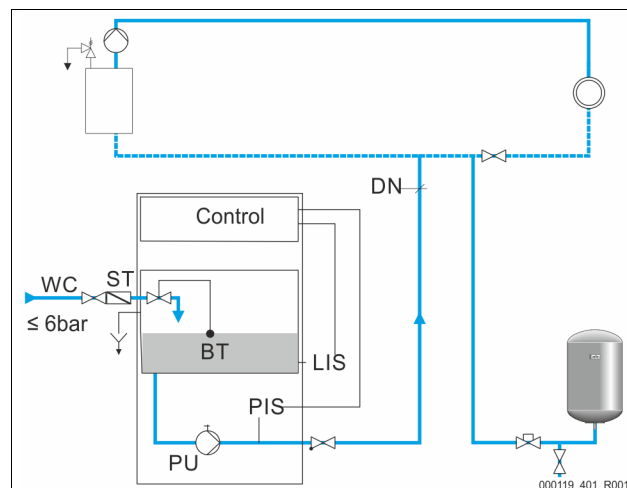 DN
Control
WC
ST
≤ 6bar
BT
LIS
PIS
PU
000119_401_R001